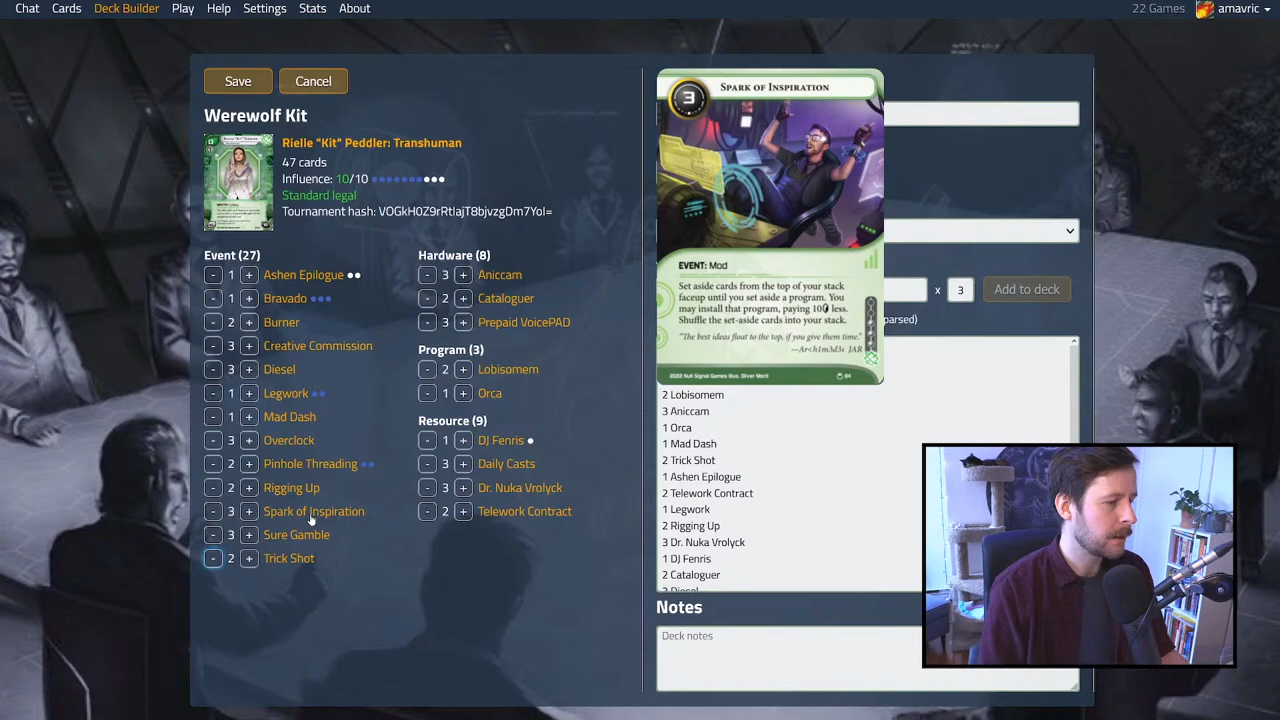 Chat Cards Deck Builder Play Help Settings Stats About 22 Games amavric
Save Cancel
Werewolf Kit
Rielle "Kit" Peddler: Transhuman
47 cards
Influence: 10/10
Standard legal
Tournament hash: VOGkH0Z9rRtlajT8bjvzgDm7YoI=
Event (27)
- 1 + Ashen Epilogue
- 1 + Bravado
- 2 + Burner
- 3 + Creative Commission
- 3 + Diesel
- 1 + Legwork
- 1 + Mad Dash
- 3 + Overclock
- 2 + Pinhole Threading
- 2 + Rigging Up
- 3 + Spark of Inspiration
- 3 + Sure Gamble
- 2 + Trick Shot
Hardware (8)
- 3 + Aniccam
- 2 + Cataloguer
- 3 + Prepaid VoicePAD
Program (3)
- 2 + Lobisomem
- 1 + Orca
Resource (9)
- 1 + DJ Fenris
- 3 + Daily Casts
- 3 + Dr. Nuka Vrolyck
- 2 + Telework Contract
3 Spark of Inspiration
EVENT: Mod
Set aside cards from the top of your stack
faceup until you set aside a program. You
may install that program, paying 10 less.
Shuffle the set-aside cards into your stack.
"The best ideas float to the top, if you give them time."
—Arch1m3d3s JAR
x 3 Add to deck
parsed)
2 Lobisomem
3 Aniccam
1 Orca
1 Mad Dash
2 Trick Shot
1 Ashen Epilogue
2 Telework Contract
1 Legwork
2 Rigging Up
3 Dr. Nuka Vrolyck
1 DJ Fenris
2 Cataloguer
2 Diesel
Notes
Deck notes